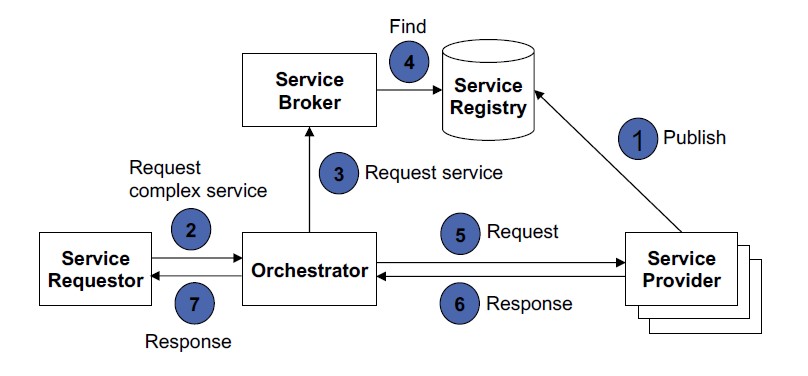 Find
4
Service
Broker
Service
Registry
1
Publish
3
Request service
Request
complex service
2
5
Request
Service
Requestor
Orchestrator
Service
Provider
7
6
Response
Response